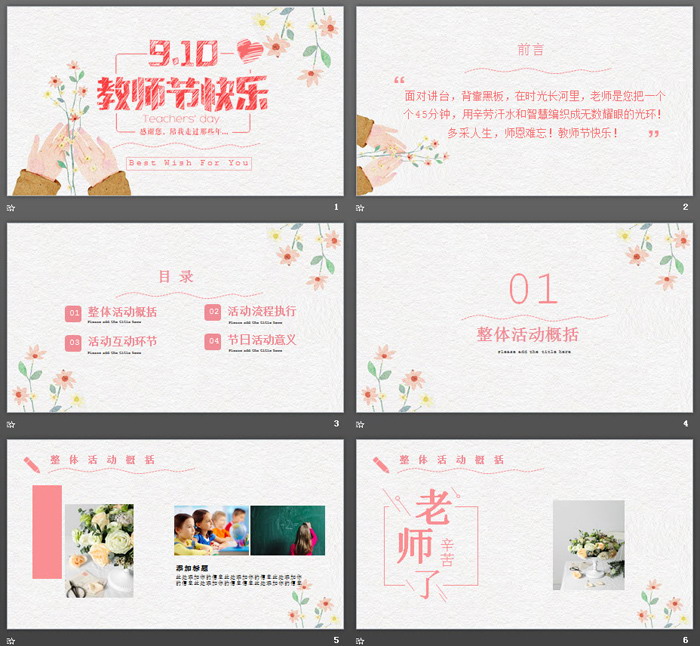 9.10
教师节快乐
Teachers' day
感谢您，陪我走过那些年...
Best Wish For You
1
前言
“
面对讲台，背靠黑板，在时光长河里，老师是您把一个
个45分钟，用辛劳汗水和智慧编织成无数耀眼的光环！
多采人生，师恩难忘！教师节快乐！
”
2
目录
01 整体活动概括
Please add the title here
02 活动流程执行
Please add the title here
03 活动互动环节
Please add the title here
04 节日活动意义
Please add the title here
3
01
整体活动概括
Please add the title here
4
整体活动概括
添加标题
5
整体活动概括
老师了
辛苦
6